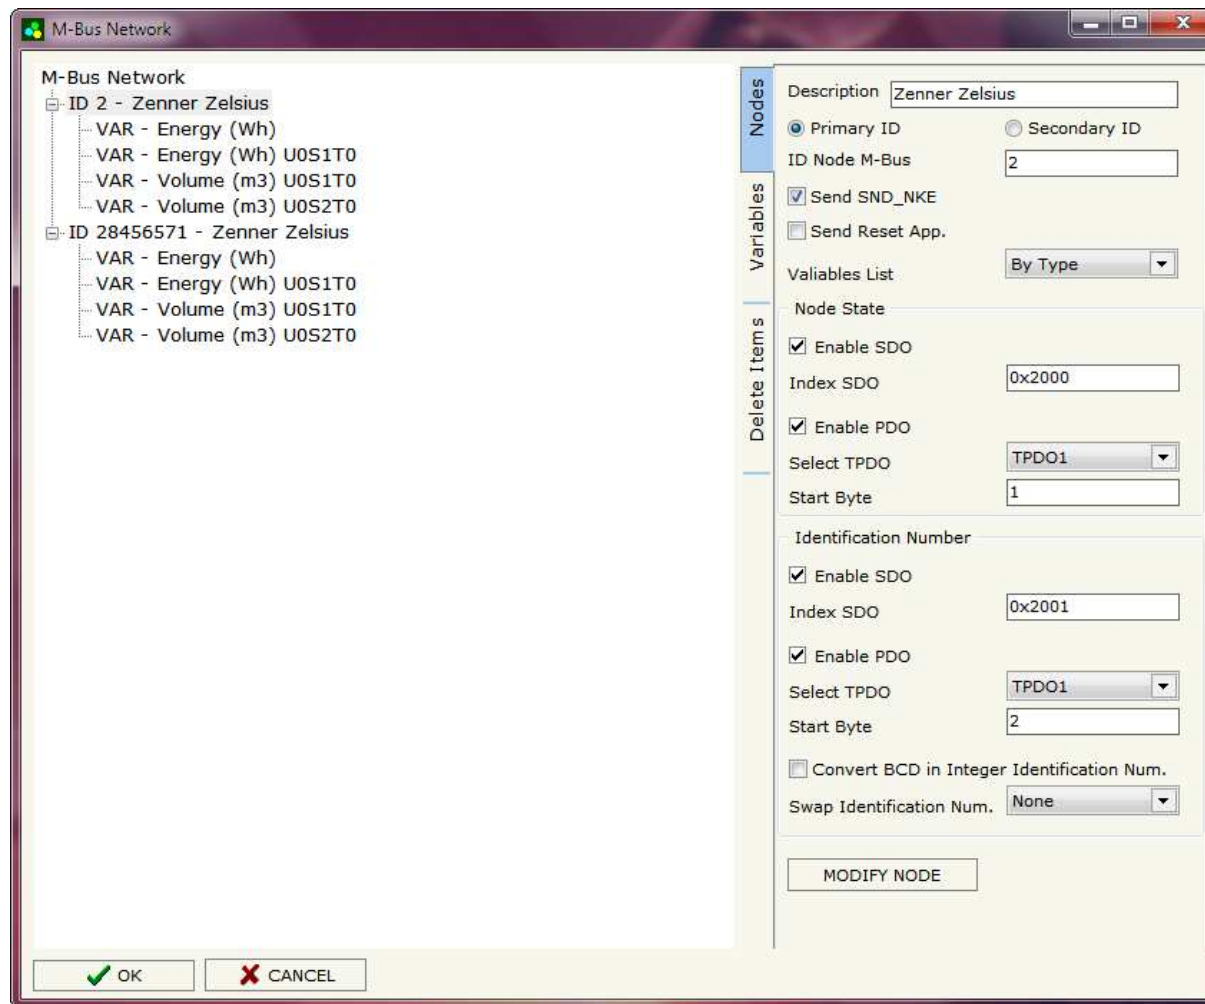 M-Bus Network
M-Bus Network
ID 2 - Zenner Zelsius
VAR - Energy (Wh)
VAR - Energy (Wh) U0S1T0
VAR - Volume (m3) U0S1T0
VAR - Volume (m3) U0S2T0
ID 28456571 - Zenner Zelsius
VAR - Energy (Wh)
VAR - Energy (Wh) U0S1T0
VAR - Volume (m3) U0S1T0
VAR - Volume (m3) U0S2T0
Nodes
Variables
Delete Items
Description Zenner Zelsius
Primary ID Secondary ID
ID Node M-Bus 2
Send SND_NKE
Send Reset App.
Valiables List By Type
Node State
Enable SDO
Index SDO 0x2000
Enable PDO
Select TPDO TPDO1
Start Byte 1
Identification Number
Enable SDO
Index SDO 0x2001
Enable PDO
Select TPDO TPDO1
Start Byte 2
Convert BCD in Integer Identification Num.
Swap Identification Num. None
MODIFY NODE
OK CANCEL